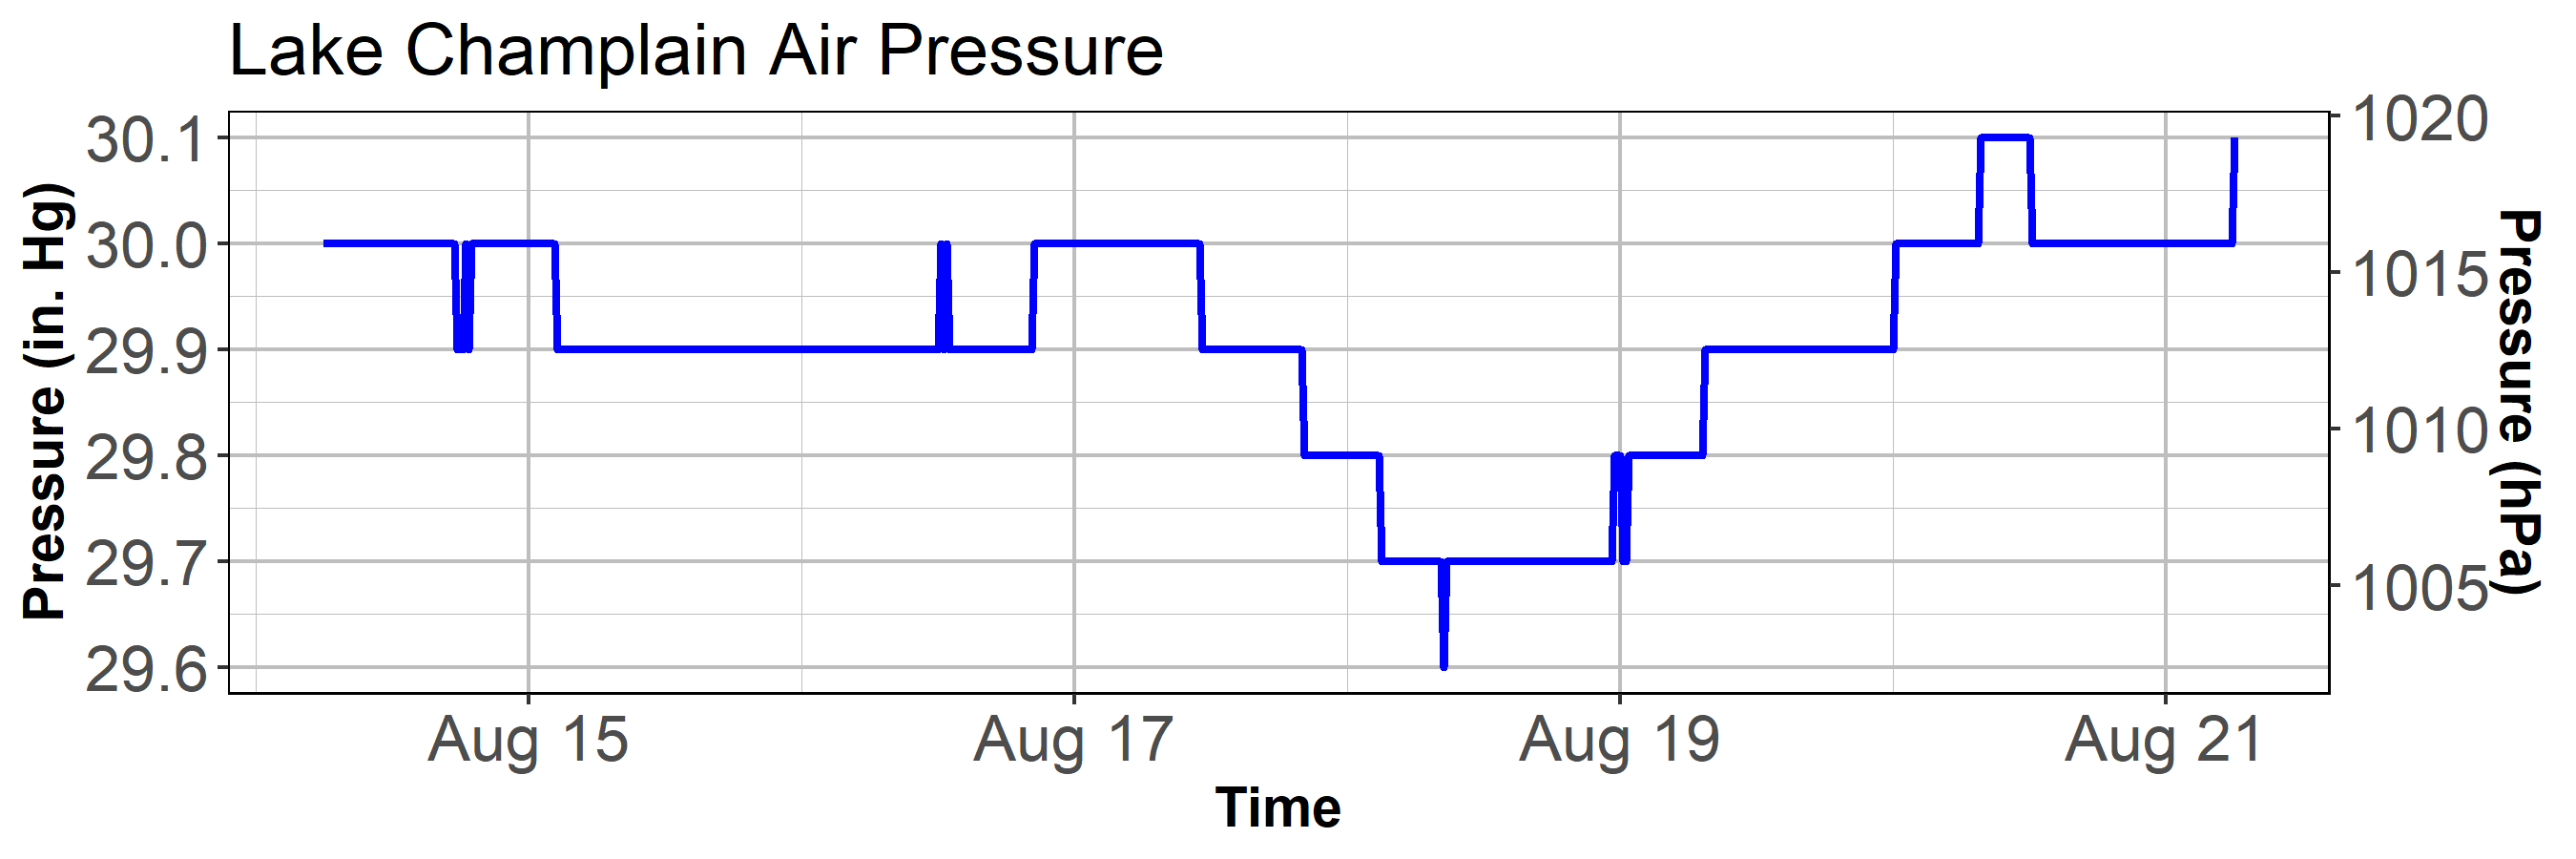 Lake Champlain Air Pressure
Pressure (in. Hg)
30.1
30.0
29.9
29.8
29.7
29.6
1020
1015
1010
1005
Pressure (hPa)
Aug 15
Aug 17
Aug 19
Aug 21
Time